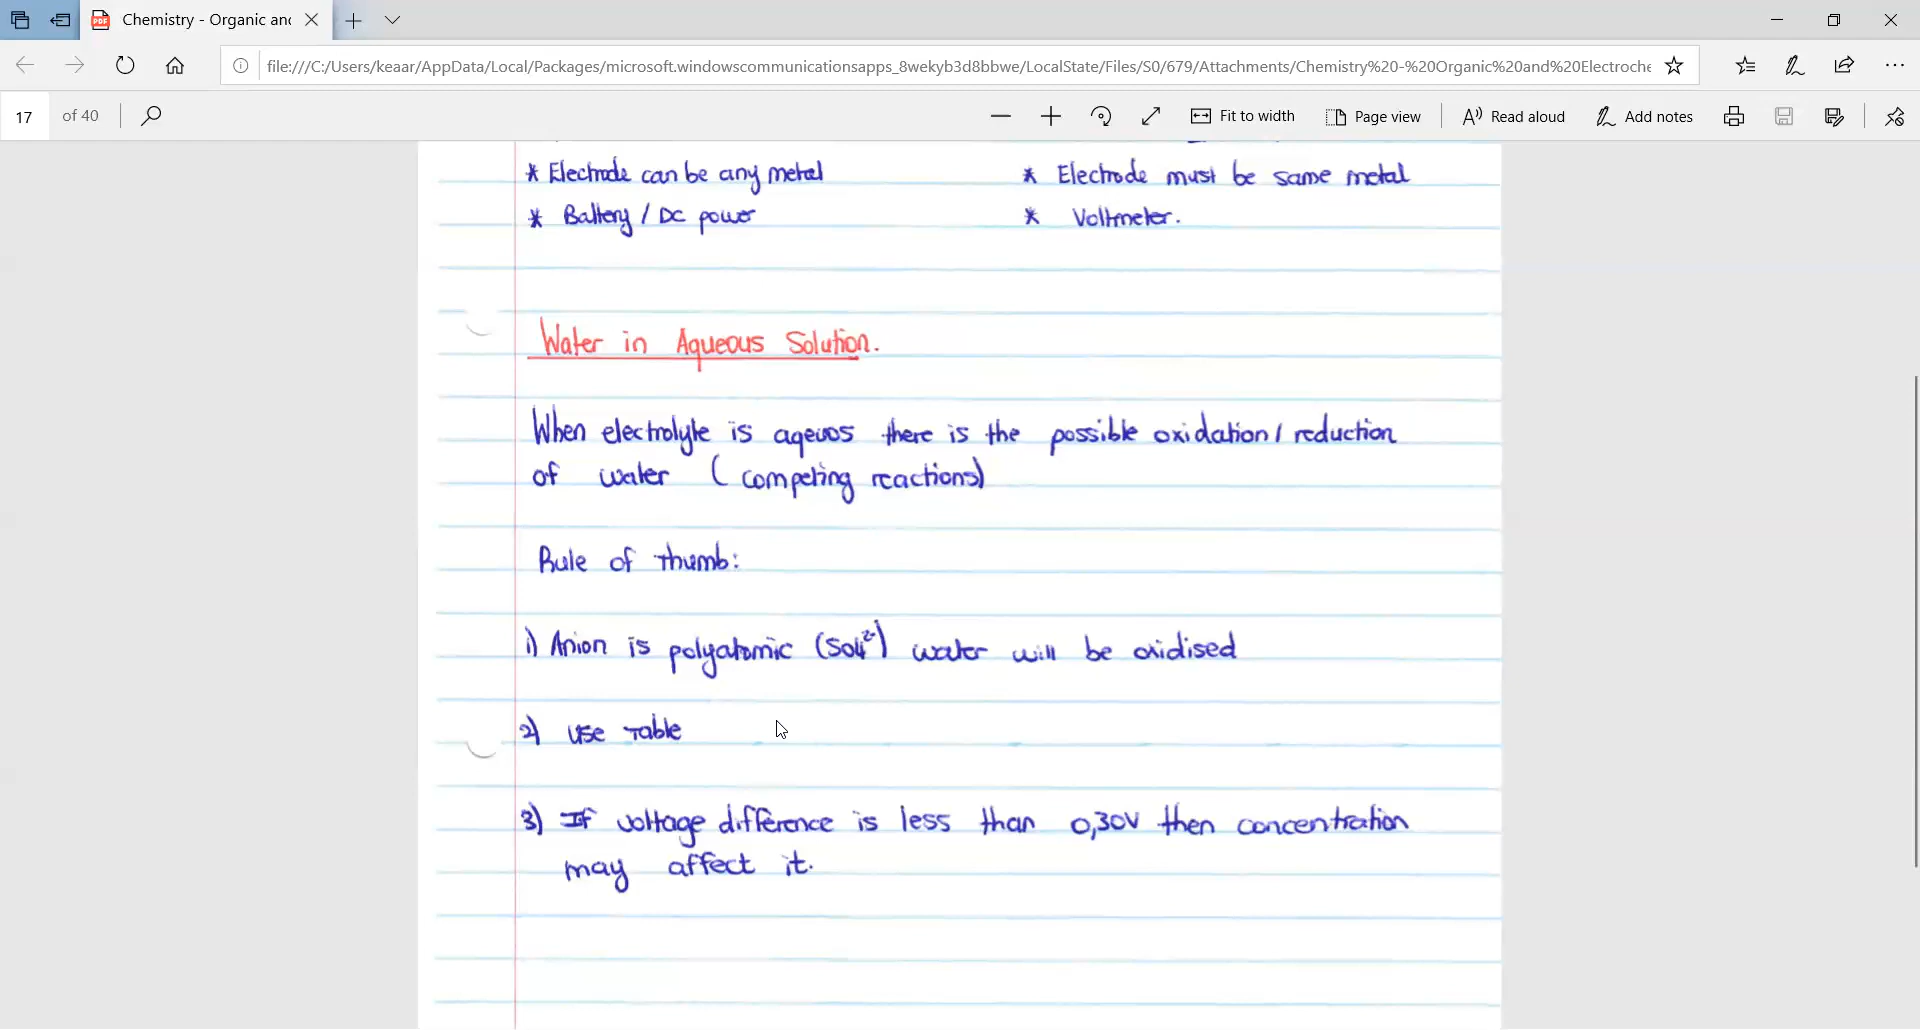 Chemistry - Organic anc
file:///C:/Users/keaar/AppData/Local/Packages/microsoft.windowscommunicationsapps_8wekyb3d8bbwe/LocalState/Files/S0/679/Attachments/Chemistry%20-%20Organic%20and%20Electroche
17 of 40 Fit to width Page view Read aloud Add notes
* Electrode can be any metal * Electrode must be same metal
* Battery / DC power * Voltmeter.
Water in Aqueous Solution.
When electrolyte is aqeuos there is the possible oxidation / reduction
of water ( competing reactions)
Rule of thumb:
1) Anion is polyatomic (SO4²⁻) water will be oxidised
2) Use Table
3) If voltage difference is less than 0,30V then concentration
may affect it.